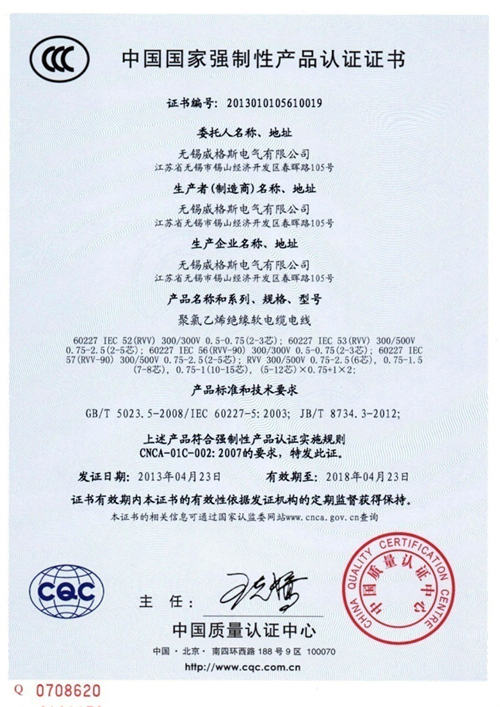 CCC
中国国家强制性产品认证证书
证书编号：2013010105610019
委托人名称、地址
无锡威格斯电气有限公司
江苏省无锡市锡山经济开发区春晖路105号
生产者(制造商)名称、地址
无锡威格斯电气有限公司
江苏省无锡市锡山经济开发区春晖路105号
生产企业名称、地址
无锡威格斯电气有限公司
江苏省无锡市锡山经济开发区春晖路105号
产品名称和系列、规格、型号
聚氯乙烯绝缘软电缆电线
60227 IEC 52(RVV) 300/300V 0.5-0.75(2-3芯); 60227 IEC 53(RVV) 300/500V
0.75-2.5(2-5芯); 60227 IEC 56(RVV-90) 300/300V 0.5-0.75(2-3芯); 60227 IEC
57(RVV-90) 300/500V 0.75-2.5(2-5芯); RVV 300/500V 0.75-2.5(6芯), 0.75-1.5
(7-8芯), 0.75-1(10-15芯), (5-12芯)×0.75+1×2;
产品标准和技术要求
GB/T 5023.5-2008/IEC 60227-5:2003; JB/T 8734.3-2012;
上述产品符合强制性产品认证实施规则
CNCA-01C-002:2007的要求，特发此证。
发证日期：2013年04月23日 有效期至：2018年04月23日
证书有效期内本证书的有效性依据发证机构的定期监督获得保持。
本证书的相关信息可通过国家认监委网站www.cnca.gov.cn查询
CHINA QUALITY CERTIFICATION CENTRE
中国质量认证中心
CQC
主任：
中国质量认证中心
中国·北京·南四环西路188号9区 100070
http://www.cqc.com.cn
Q 0708620